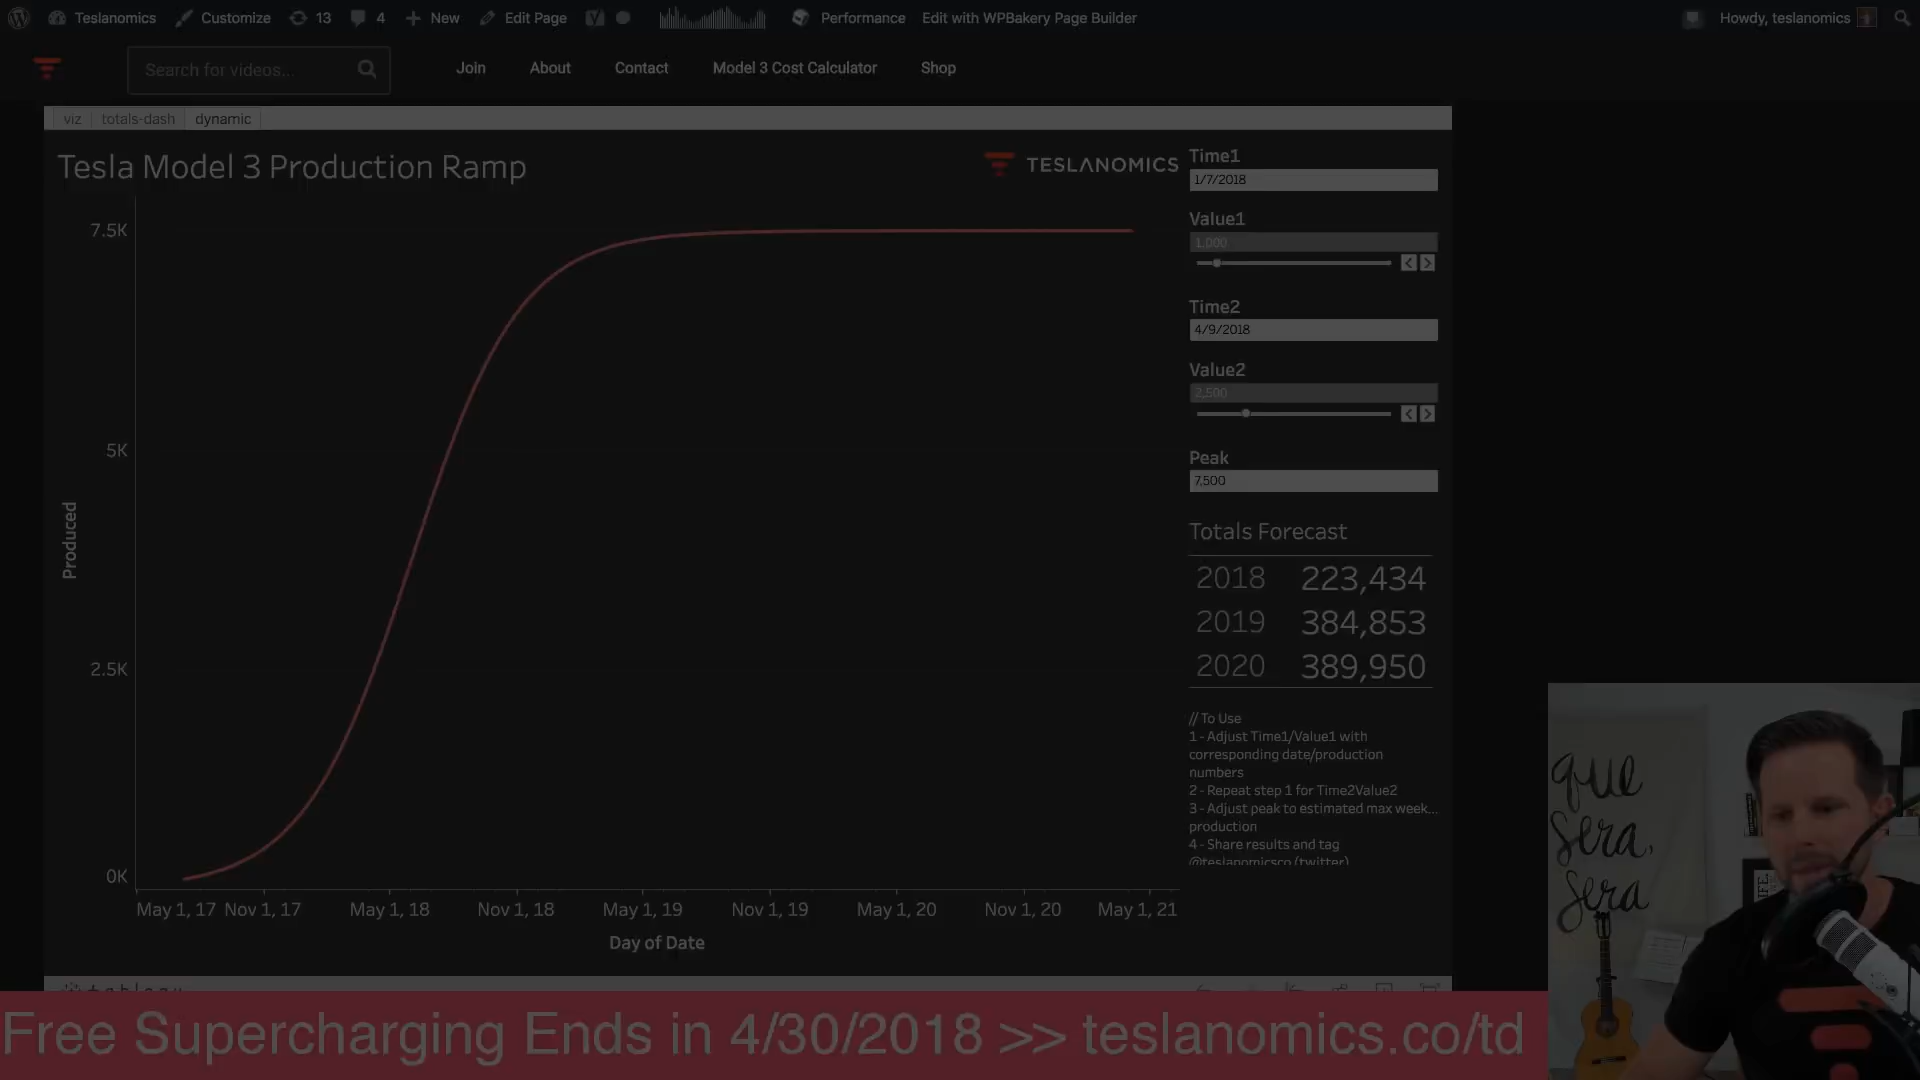 Teslanomics Customize 13 4 New Edit Page Performance Edit with WPBakery Page Builder Howdy, teslanomics
Search for videos... Join About Contact Model 3 Cost Calculator Shop
viz totals-dash dynamic
Tesla Model 3 Production Ramp
TESLANOMICS
Produced
7.5K
5K
2.5K
0K
May 1, 17 Nov 1, 17 May 1, 18 Nov 1, 18 May 1, 19 Nov 1, 19 May 1, 20 Nov 1, 20 May 1, 21
Day of Date
Time1
1/7/2018
Value1
1,000
Time2
4/9/2018
Value2
2,500
Peak
7,500
Totals Forecast
2018 223,434
2019 384,853
2020 389,950
// To Use
1 - Adjust Time1/Value1 with
corresponding date/production
numbers
2 - Repeat step 1 for Time2Value2
3 - Adjust peak to estimated max week...
production
4 - Share results and tag
@teslanomicsco (twitter)
que
sera,
sera
Free Supercharging Ends in 4/30/2018 >> teslanomics.co/td